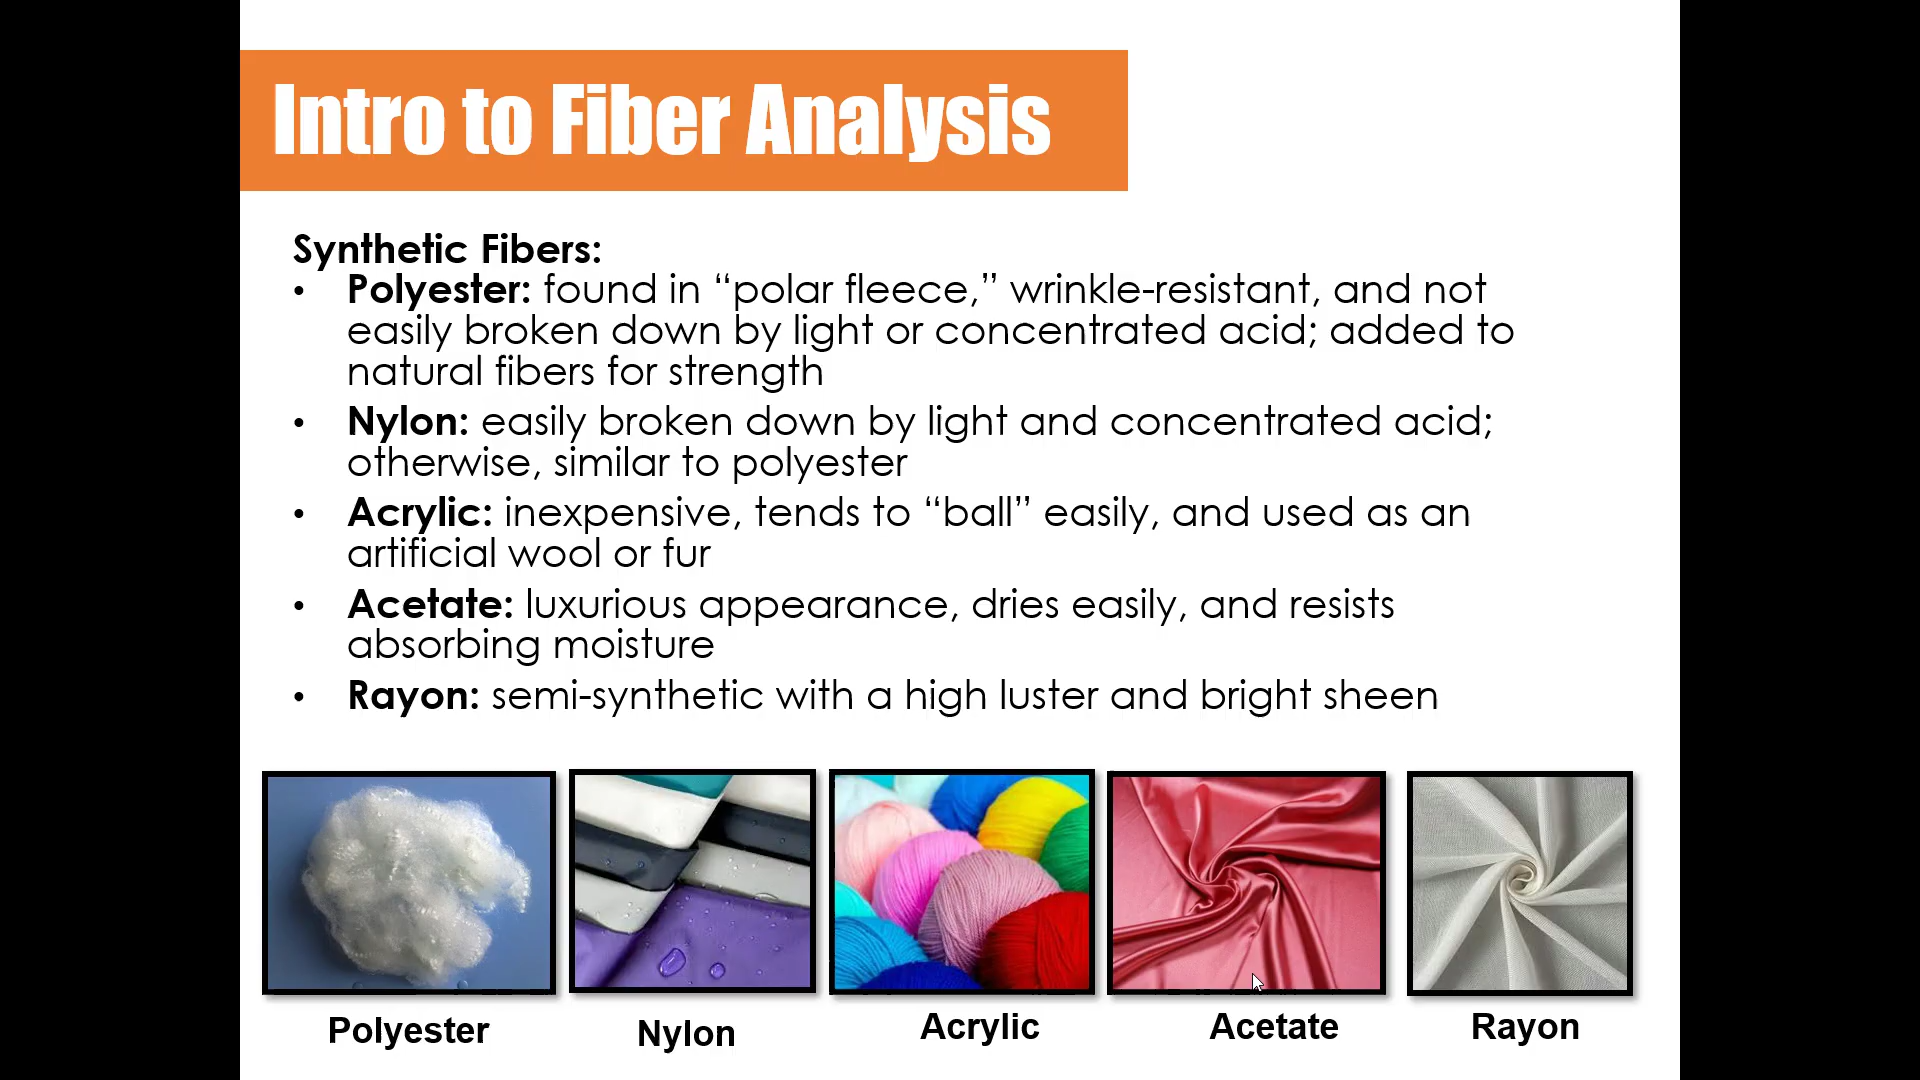 Intro to Fiber Analysis
Synthetic Fibers:
• Polyester: found in “polar fleece,” wrinkle-resistant, and not
easily broken down by light or concentrated acid; added to
natural fibers for strength
• Nylon: easily broken down by light and concentrated acid;
otherwise, similar to polyester
• Acrylic: inexpensive, tends to “ball” easily, and used as an
artificial wool or fur
• Acetate: luxurious appearance, dries easily, and resists
absorbing moisture
• Rayon: semi-synthetic with a high luster and bright sheen
Polyester
Nylon
Acrylic
Acetate
Rayon